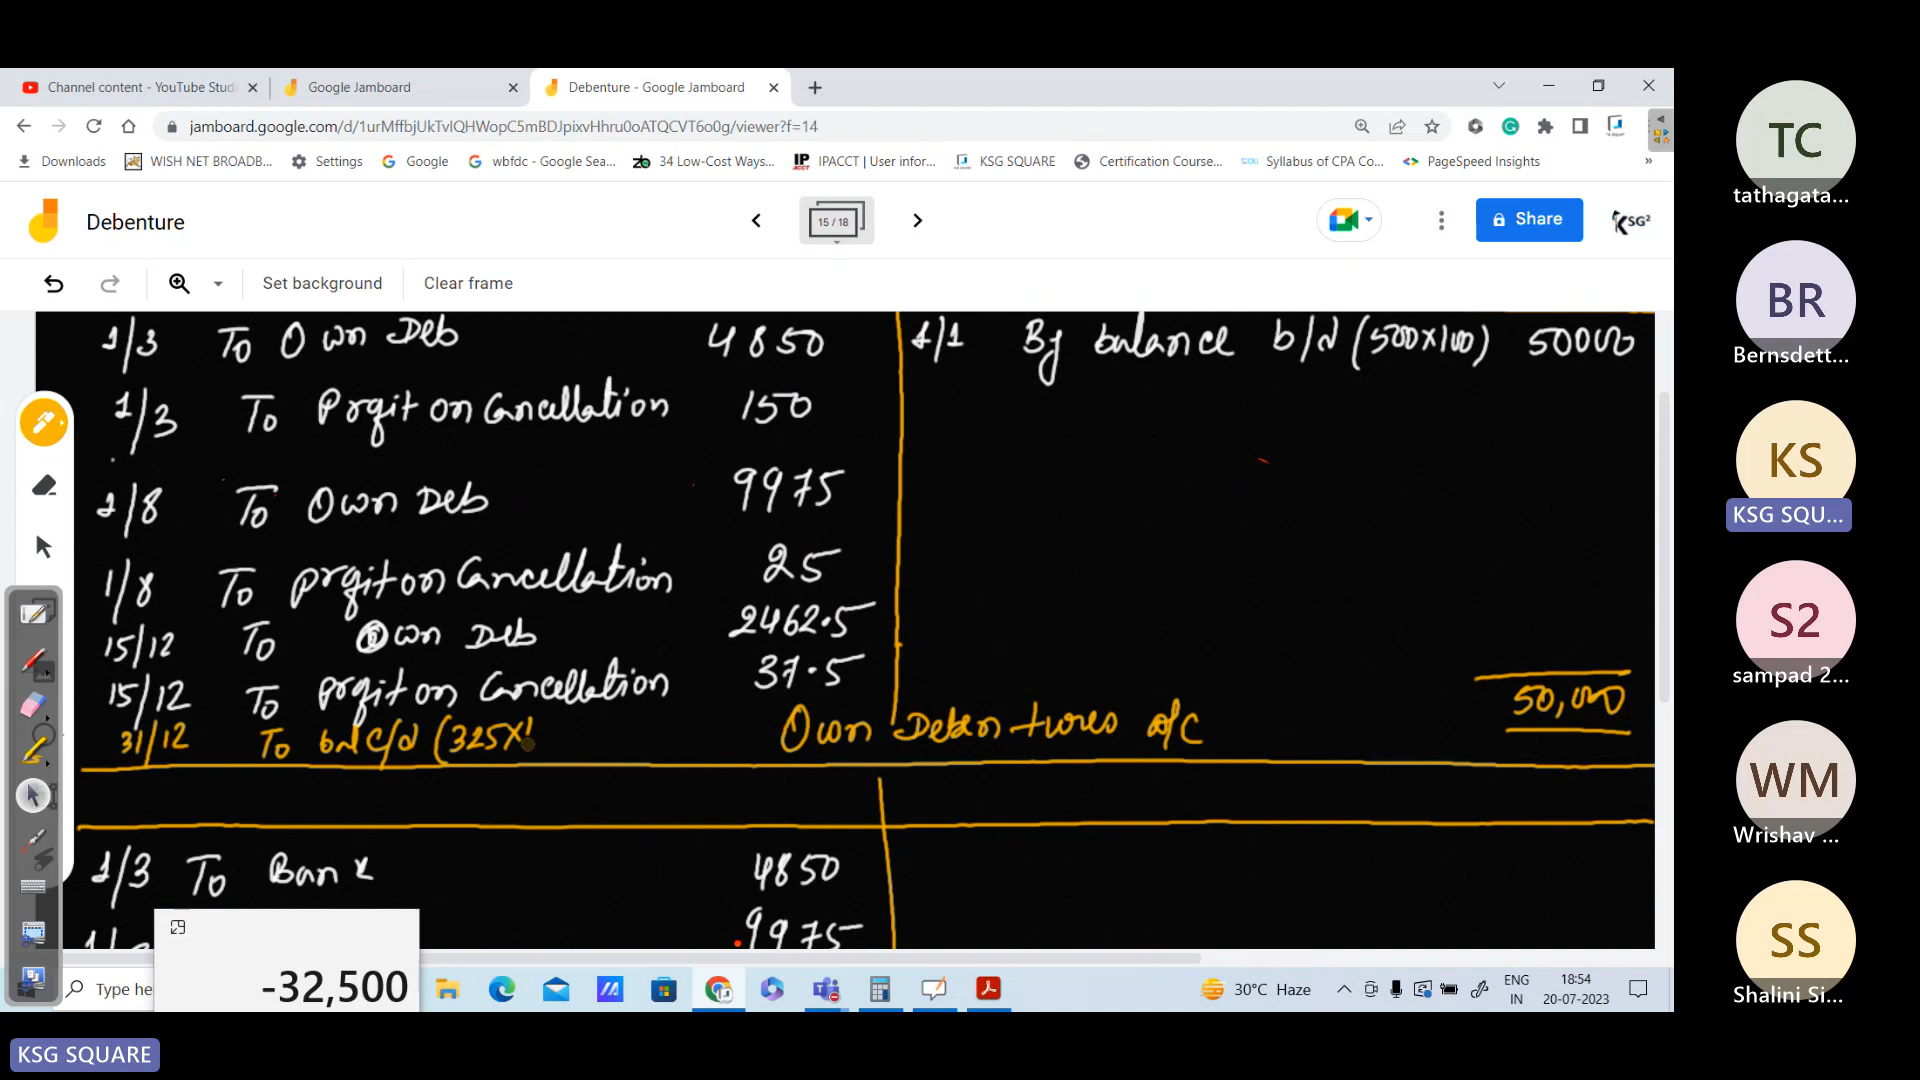 Channel content - YouTube Studi
Google Jamboard
Debenture - Google Jamboard
jamboard.google.com/d/1urMffbjUkTvIQHWopC5mBDJpixvHhru0oATQCVT6o0g/viewer?f=14
Downloads
WISH NET BROADB...
Settings
Google
wbfdc - Google Sea...
34 Low-Cost Ways...
IPACCT | User infor...
KSG SQUARE
Certification Course...
Syllabus of CPA Co...
PageSpeed Insights
»
Debenture
15 / 18
Share
KSG²
Set background
Clear frame
1/3 To Own Deb 4850
1/1 By balance b/d (500x100) 50000
1/3 To Profit on Cancellation 150
1/8 To Own Deb 9975
1/8 To profit on Cancellation 25
15/12 To Own Deb 2462.5
15/12 To profit on Cancellation 37.5
50,000
31/12 To bal c/d (325x1
Own Debentures a/c
1/3 To Bank 4850
9975
-32,500
Type he
30°C Haze
ENG
IN
18:54
20-07-2023
TC
tathagata...
BR
Bernsdett...
KS
KSG SQU...
S2
sampad 2...
WM
Wrishav ...
SS
Shalini Si...
KSG SQUARE